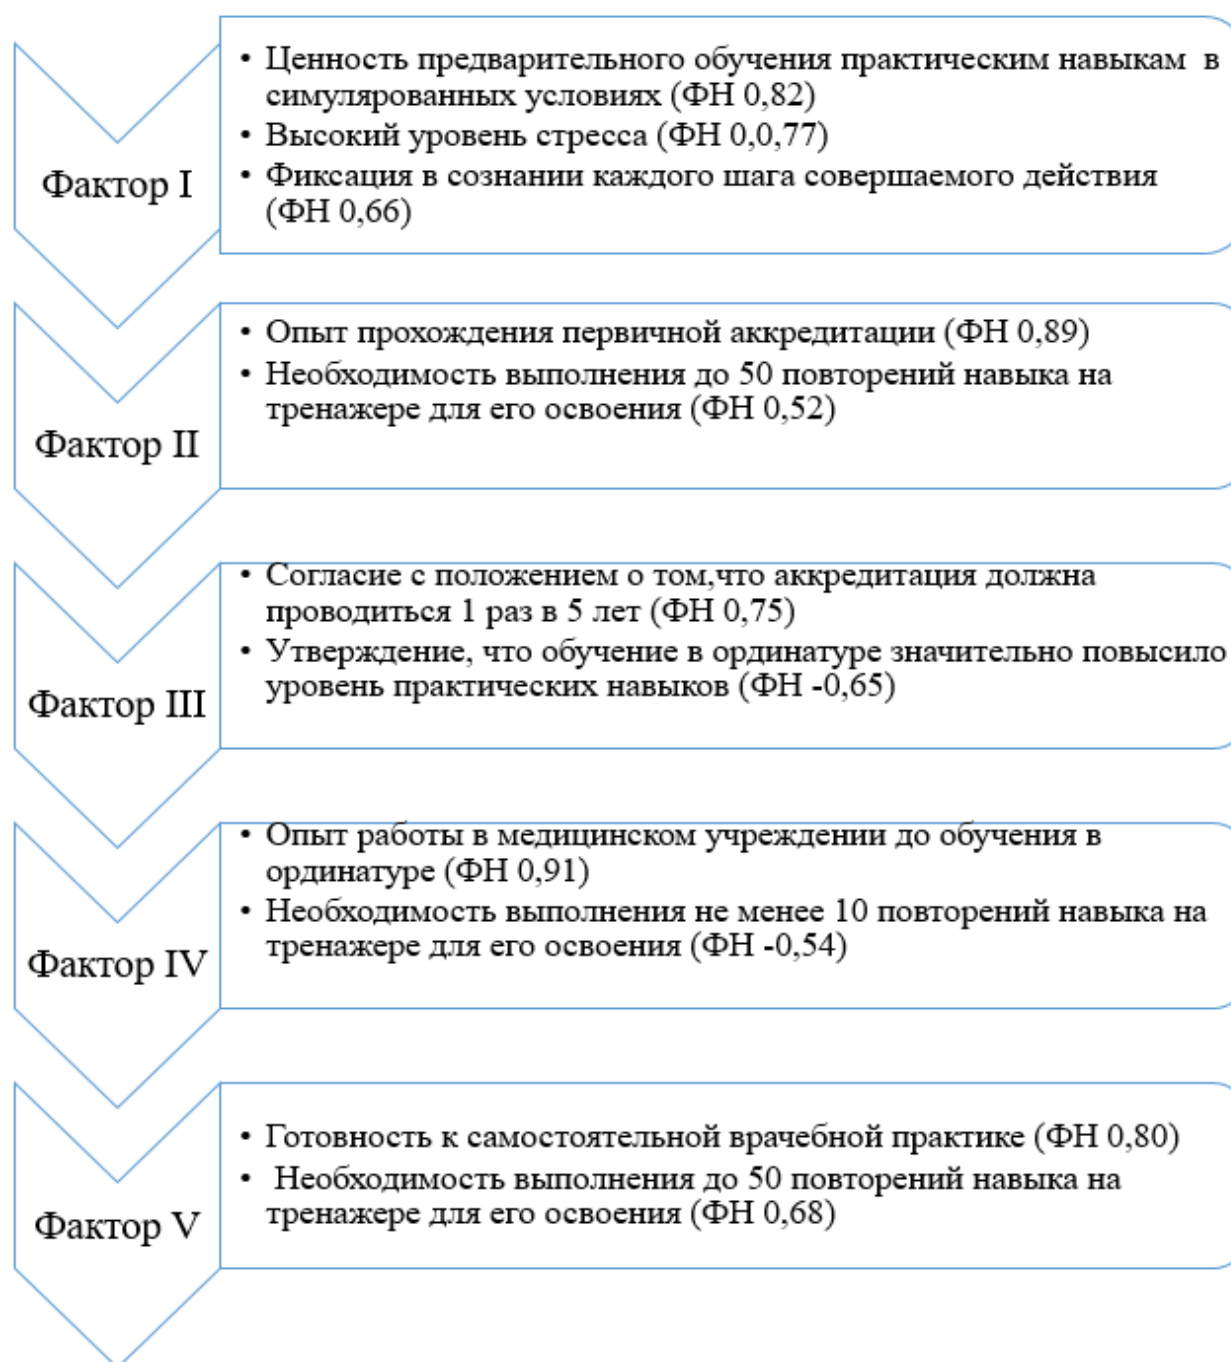 Фактор I
• Ценность предварительного обучения практическим навыкам в
симулярованных условиях (ФН 0,82)
• Высокий уровень стресса (ФН 0,0,77)
• Фиксация в сознании каждого шага совершаемого действия
(ФН 0,66)
Фактор II
• Опыт прохождения первичной аккредитации (ФН 0,89)
• Необходимость выполнения до 50 повторений навыка на
тренажере для его освоения (ФН 0,52)
Фактор III
• Согласие с положением о том,что аккредитация должна
проводиться 1 раз в 5 лет (ФН 0,75)
• Утверждение, что обучение в ординатуре значительно повысило
уровень практических навыков (ФН -0,65)
Фактор IV
• Опыт работы в медицинском учреждении до обучения в
ординатуре (ФН 0,91)
• Необходимость выполнения не менее 10 повторений навыка на
тренажере для его освоения (ФН -0,54)
Фактор V
• Готовность к самостоятельной врачебной практике (ФН 0,80)
• Необходимость выполнения до 50 повторений навыка на
тренажере для его освоения (ФН 0,68)